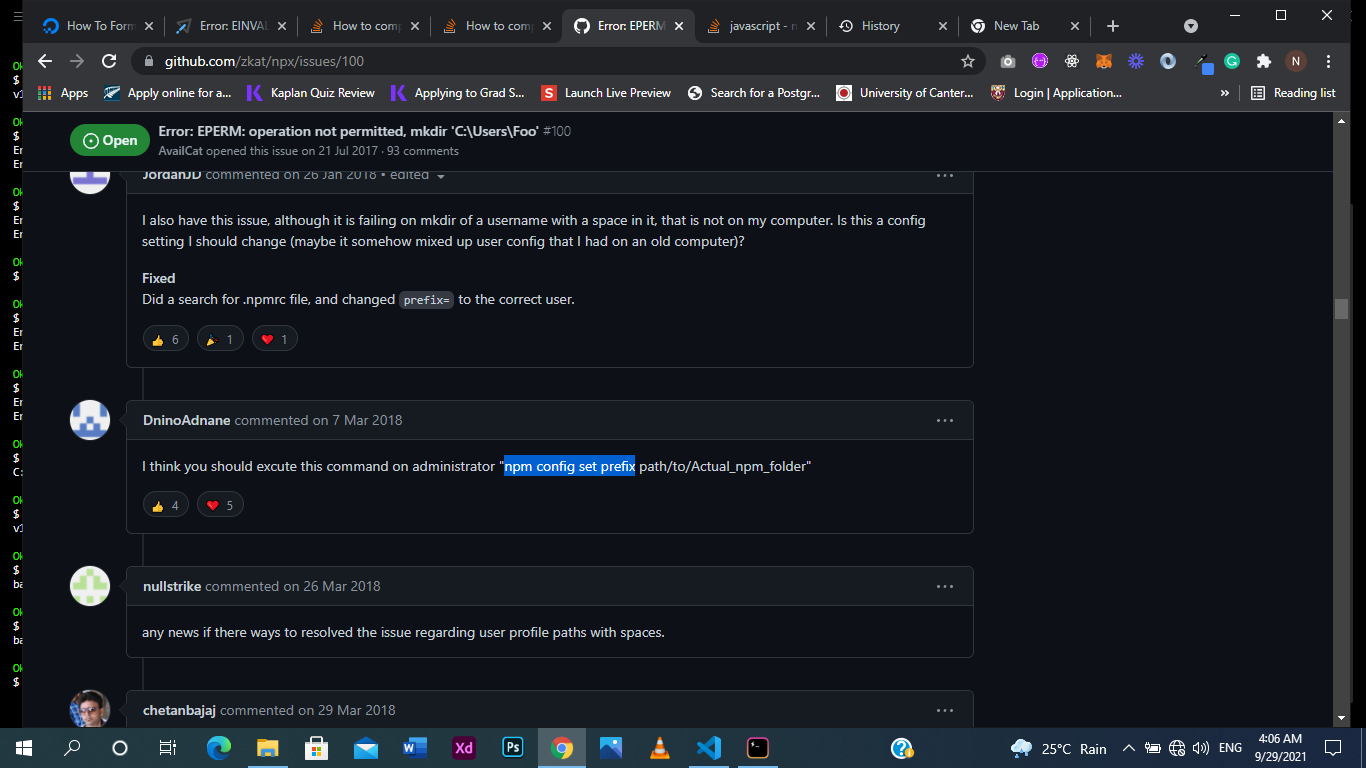 How To Form
Error: EINVAL
How to comp
How to comp
Error: EPERM
javascript - n
History
New Tab
github.com/zkat/npx/issues/100
N
Apps
Apply online for a...
Kaplan Quiz Review
Applying to Grad S...
Launch Live Preview
Search for a Postgr...
University of Canter...
Login | Application...
»
Reading list
Open
Error: EPERM: operation not permitted, mkdir 'C:\Users\Foo' #100
AvailCat opened this issue on 21 Jul 2017 · 93 comments
JordanJD commented on 26 Jan 2018 • edited
I also have this issue, although it is failing on mkdir of a username with a space in it, that is not on my computer. Is this a config
setting I should change (maybe it somehow mixed up user config that I had on an old computer)?
Fixed
Did a search for .npmrc file, and changed prefix= to the correct user.
6
1
1
DninoAdnane commented on 7 Mar 2018
I think you should excute this command on administrator "npm config set prefix path/to/Actual_npm_folder"
4
5
nullstrike commented on 26 Mar 2018
any news if there ways to resolved the issue regarding user profile paths with spaces.
chetanbajaj commented on 29 Mar 2018
Xd
Ps
25°C Rain
ENG
4:06 AM
9/29/2021